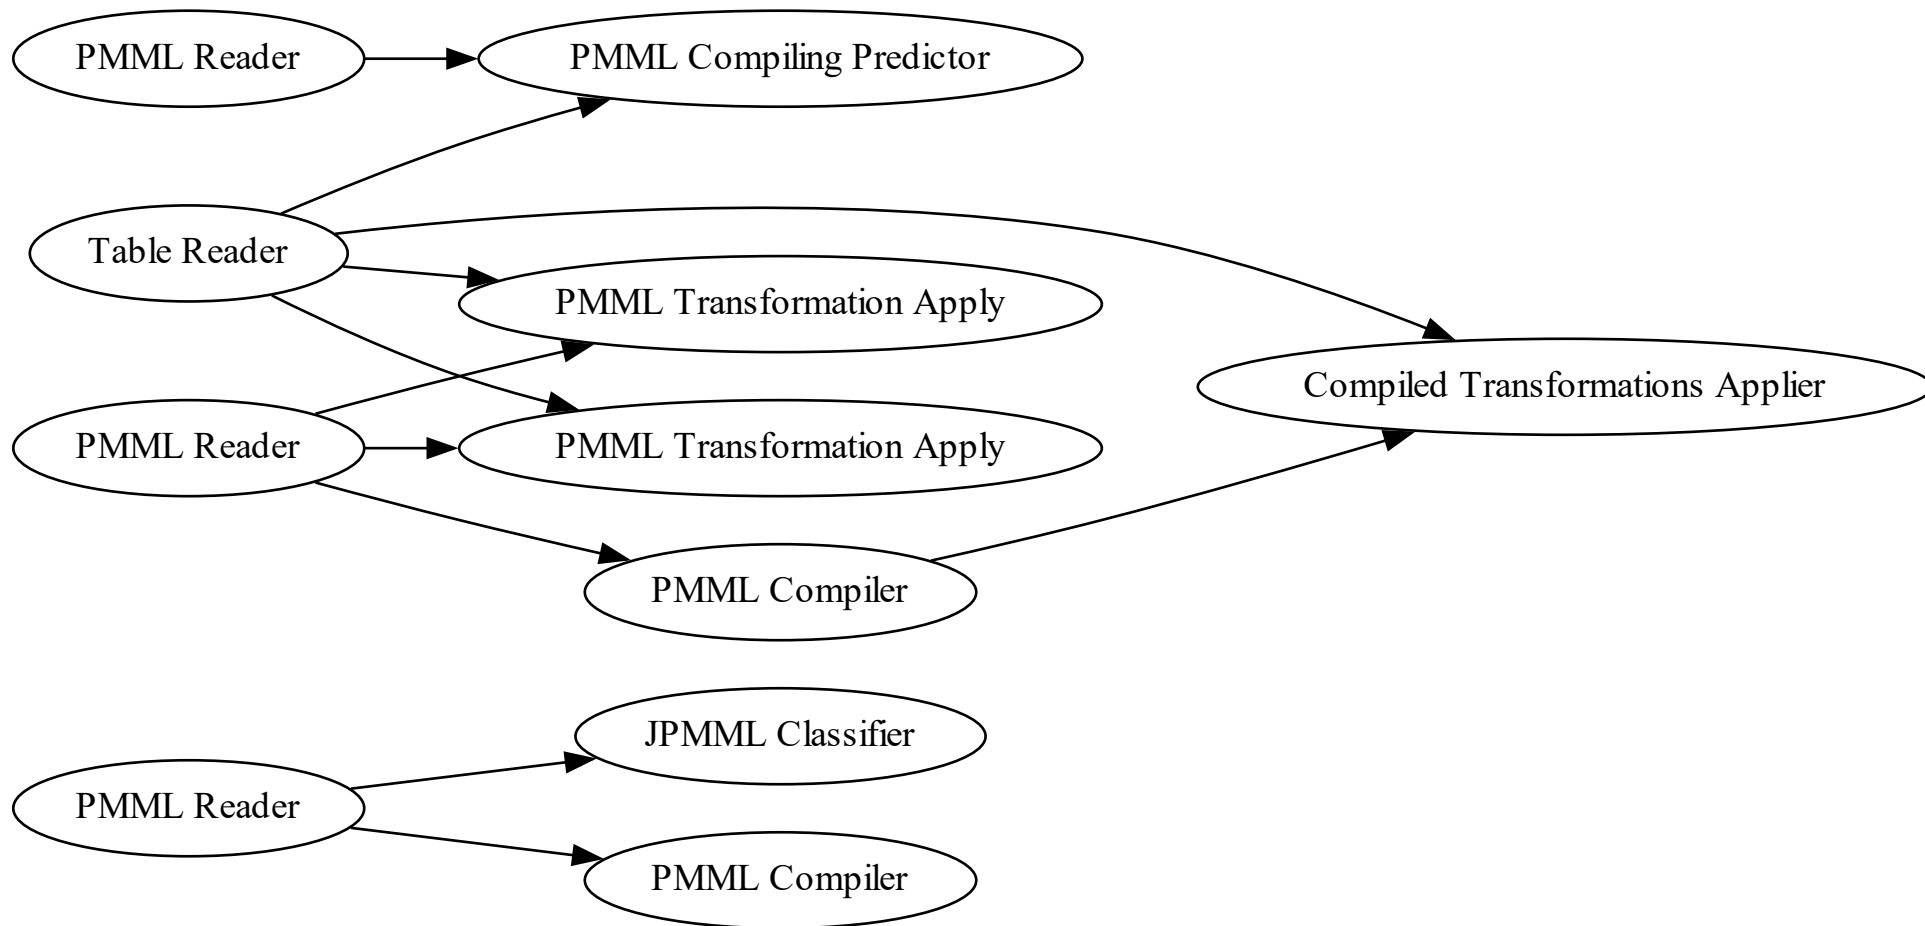 PMML Reader
PMML Compiling Predictor
Table Reader
PMML Transformation Apply
Compiled Transformations Applier
PMML Reader
PMML Transformation Apply
PMML Compiler
JPMML Classifier
PMML Reader
PMML Compiler